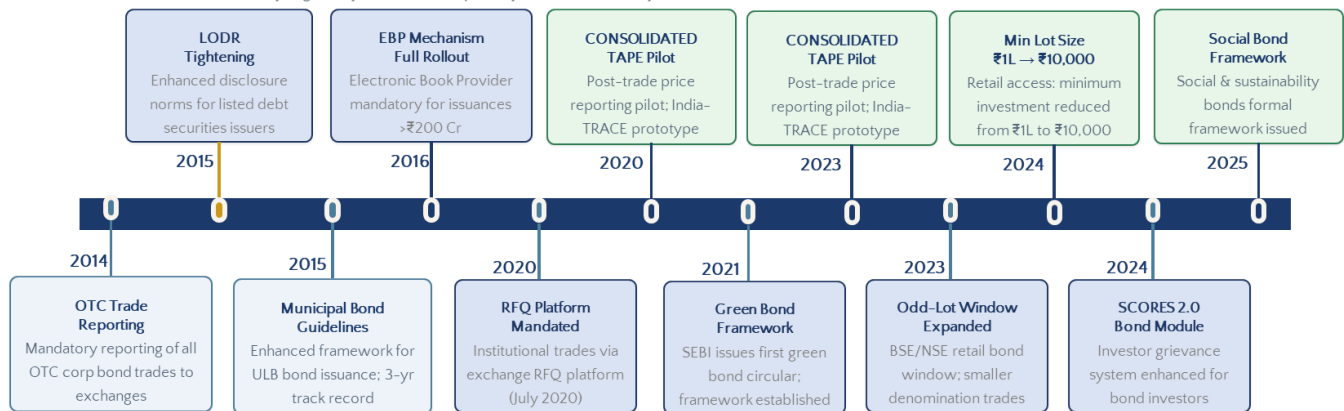 LODR
Tightening
Enhanced disclosure
norms for listed debt
securities issuers
2015
EBP Mechanism
Full Rollout
Electronic Book Provider
mandatory for issuances
>₹200 Cr
2016
CONSOLIDATED
TAPE Pilot
Post-trade price
reporting pilot; India-
TRACE prototype
2020
CONSOLIDATED
TAPE Pilot
Post-trade price
reporting pilot; India-
TRACE prototype
2023
Min Lot Size
₹1L → ₹10,000
Retail access: minimum
investment reduced
from ₹1L to ₹10,000
2024
Social Bond
Framework
Social & sustainability
bonds formal
framework issued
2025
2014
OTC Trade
Reporting
Mandatory reporting of all
OTC corp bond trades to
exchanges
2015
Municipal Bond
Guidelines
Enhanced framework for
ULB bond issuance; 3-yr
track record
2020
RFQ Platform
Mandated
Institutional trades via
exchange RFQ platform
(July 2020)
2021
Green Bond
Framework
SEBI issues first green
bond circular;
framework established
2023
Odd-Lot Window
Expanded
BSE/NSE retail bond
window; smaller
denomination trades
2024
SCORES 2.0
Bond Module
Investor grievance
system enhanced for
bond investors